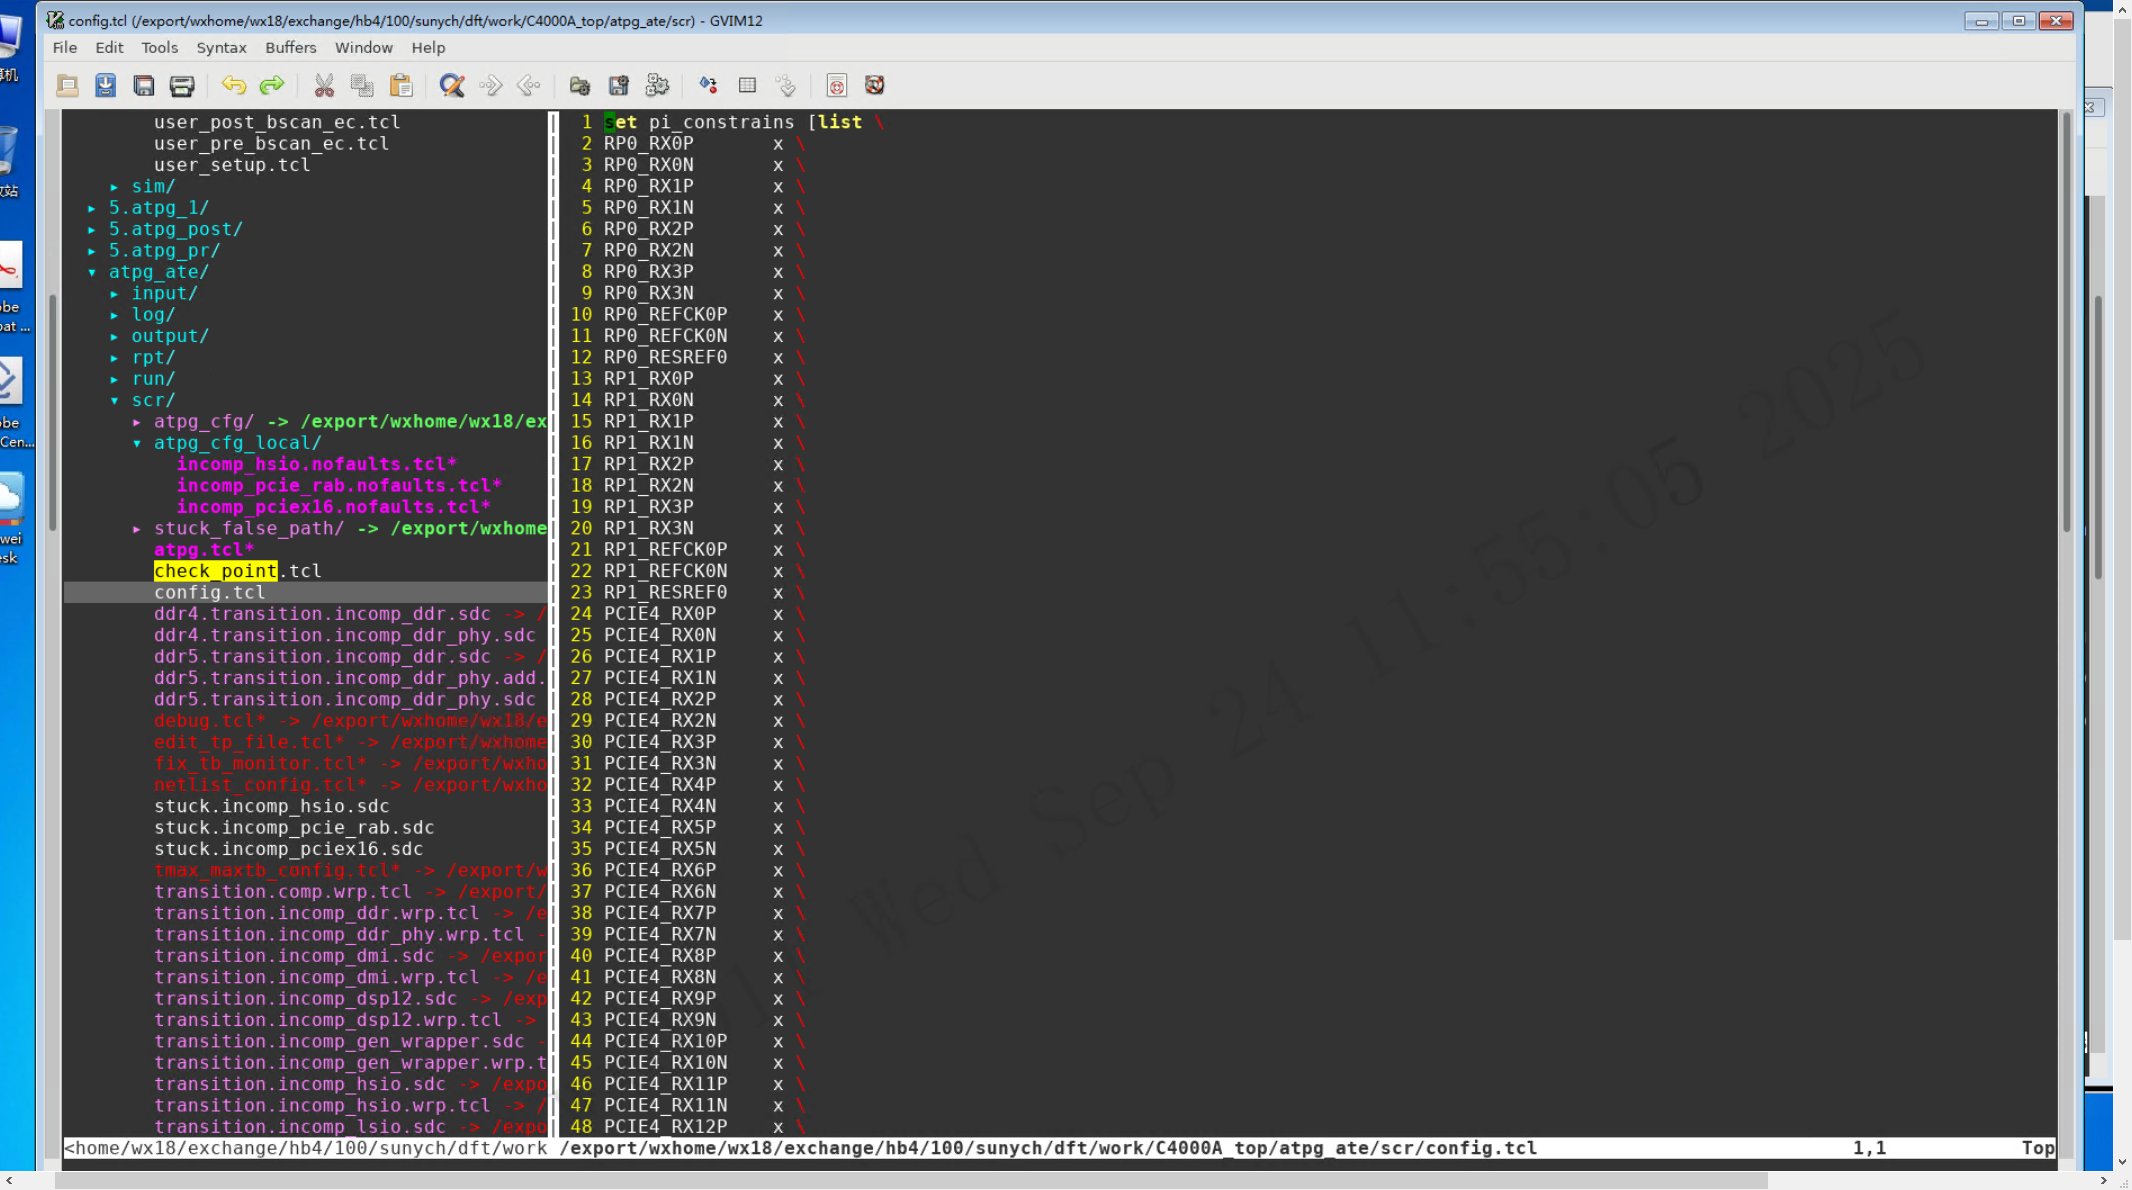 config.tcl (/export/wxhome/wx18/exchange/hb4/100/sunych/dft/work/C4000A_top/atpg_ate/scr) - GVIM12
File Edit Tools Syntax Buffers Window Help
user_post_bscan_ec.tcl
user_pre_bscan_ec.tcl
user_setup.tcl
▸ sim/
▸ 5.atpg_1/
▸ 5.atpg_post/
▸ 5.atpg_pr/
▾ atpg_ate/
▸ input/
▸ log/
▸ output/
▸ rpt/
▸ run/
▾ scr/
▸ atpg_cfg/ -> /export/wxhome/wx18/ex
▾ atpg_cfg_local/
incomp_hsio.nofaults.tcl*
incomp_pcie_rab.nofaults.tcl*
incomp_pciex16.nofaults.tcl*
▸ stuck_false_path/ -> /export/wxhome
atpg.tcl*
check_point.tcl
config.tcl
ddr4.transition.incomp_ddr.sdc -> /
ddr4.transition.incomp_ddr_phy.sdc
ddr5.transition.incomp_ddr.sdc -> /
ddr5.transition.incomp_ddr_phy.add.
ddr5.transition.incomp_ddr_phy.sdc
debug.tcl* -> /export/wxhome/wx18/e
edit_tp_file.tcl* -> /export/wxhome
fix_tb_monitor.tcl* -> /export/wxho
netlist_config.tcl* -> /export/wxho
stuck.incomp_hsio.sdc
stuck.incomp_pcie_rab.sdc
stuck.incomp_pciex16.sdc
tmax_maxtb_config.tcl* -> /export/w
transition.comp.wrp.tcl -> /export/
transition.incomp_ddr.wrp.tcl -> /e
transition.incomp_ddr_phy.wrp.tcl -
transition.incomp_dmi.sdc -> /expor
transition.incomp_dmi.wrp.tcl -> /e
transition.incomp_dsp12.sdc -> /exp
transition.incomp_dsp12.wrp.tcl ->
transition.incomp_gen_wrapper.sdc -
transition.incomp_gen_wrapper.wrp.t
transition.incomp_hsio.sdc -> /expo
transition.incomp_hsio.wrp.tcl -> /
transition.incomp_lsio.sdc -> /expo
<home/wx18/exchange/hb4/100/sunych/dft/work
1 set pi_constrains [list \
2 RP0_RX0P x \
3 RP0_RX0N x \
4 RP0_RX1P x \
5 RP0_RX1N x \
6 RP0_RX2P x \
7 RP0_RX2N x \
8 RP0_RX3P x \
9 RP0_RX3N x \
10 RP0_REFCK0P x \
11 RP0_REFCK0N x \
12 RP0_RESREF0 x \
13 RP1_RX0P x \
14 RP1_RX0N x \
15 RP1_RX1P x \
16 RP1_RX1N x \
17 RP1_RX2P x \
18 RP1_RX2N x \
19 RP1_RX3P x \
20 RP1_RX3N x \
21 RP1_REFCK0P x \
22 RP1_REFCK0N x \
23 RP1_RESREF0 x \
24 PCIE4_RX0P x \
25 PCIE4_RX0N x \
26 PCIE4_RX1P x \
27 PCIE4_RX1N x \
28 PCIE4_RX2P x \
29 PCIE4_RX2N x \
30 PCIE4_RX3P x \
31 PCIE4_RX3N x \
32 PCIE4_RX4P x \
33 PCIE4_RX4N x \
34 PCIE4_RX5P x \
35 PCIE4_RX5N x \
36 PCIE4_RX6P x \
37 PCIE4_RX6N x \
38 PCIE4_RX7P x \
39 PCIE4_RX7N x \
40 PCIE4_RX8P x \
41 PCIE4_RX8N x \
42 PCIE4_RX9P x \
43 PCIE4_RX9N x \
44 PCIE4_RX10P x \
45 PCIE4_RX10N x \
46 PCIE4_RX11P x \
47 PCIE4_RX11N x \
48 PCIE4_RX12P x \
/export/wxhome/wx18/exchange/hb4/100/sunych/dft/work/C4000A_top/atpg_ate/scr/config.tcl 1,1 Top
Wed Sep 24 11:55:05 2025